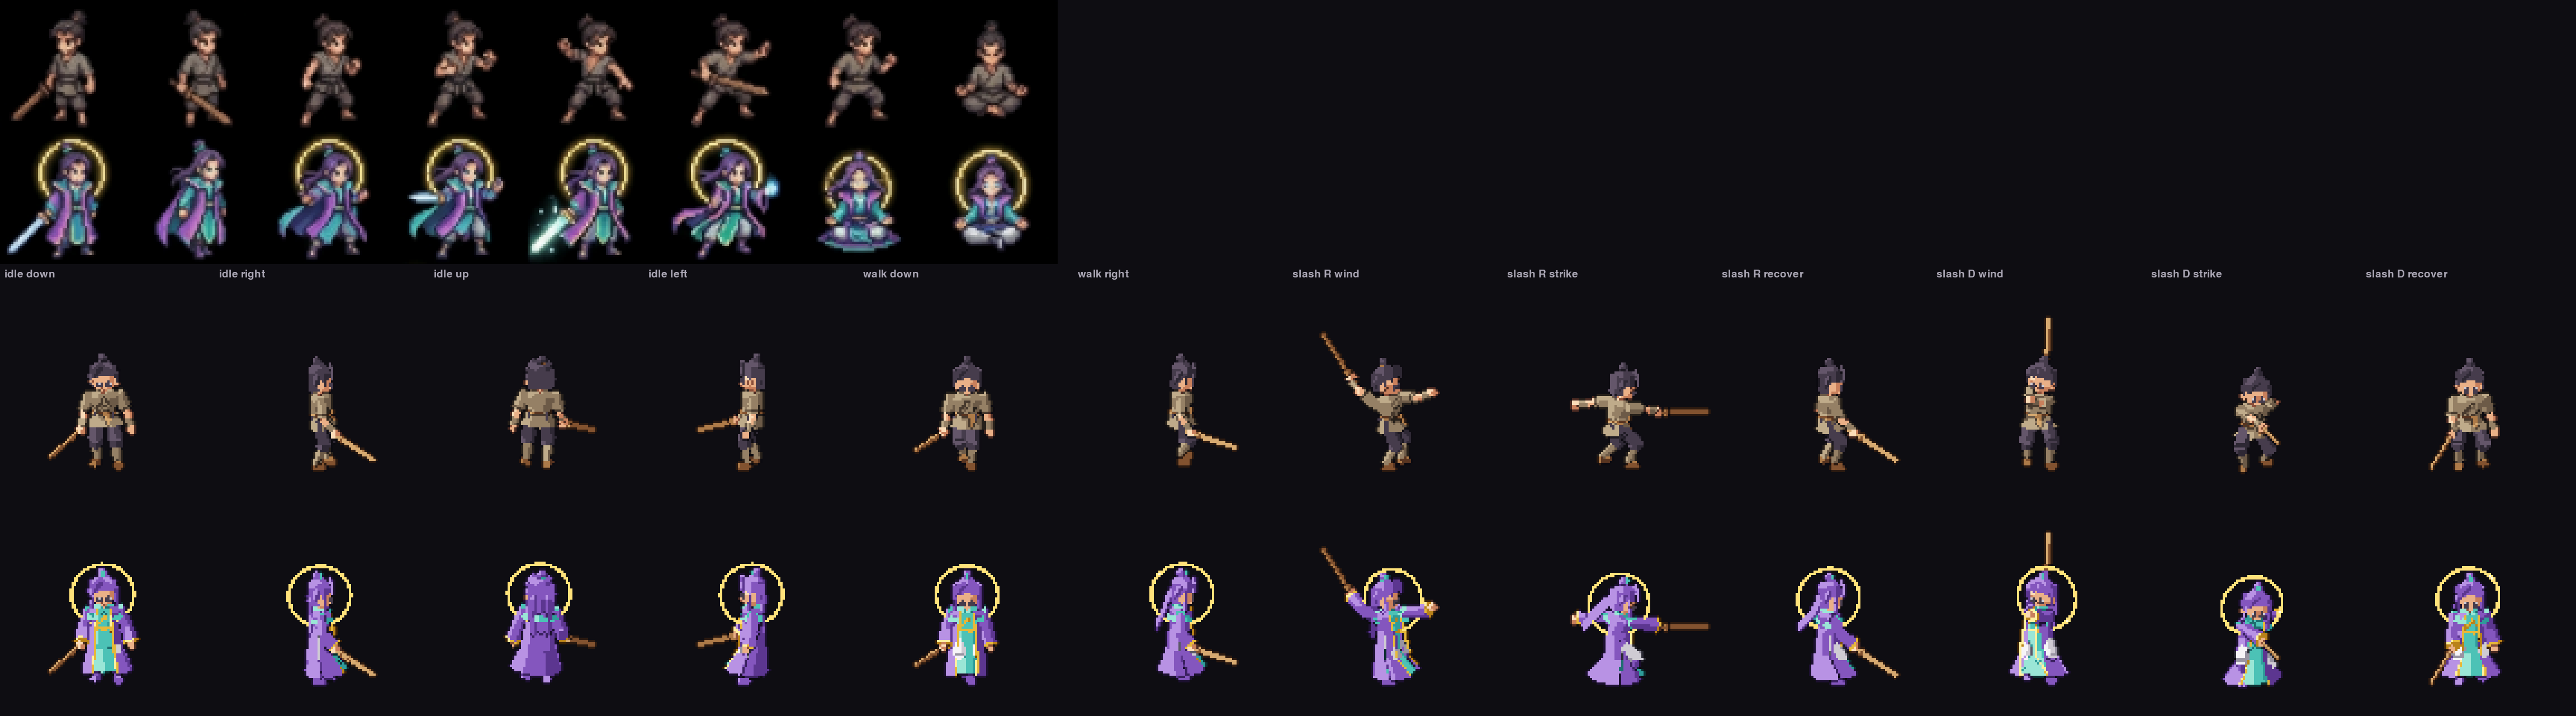 idle down
idle right
idle up
idle left
walk down
walk right
slash R wind
slash R strike
slash R recover
slash D wind
slash D strike
slash D recover